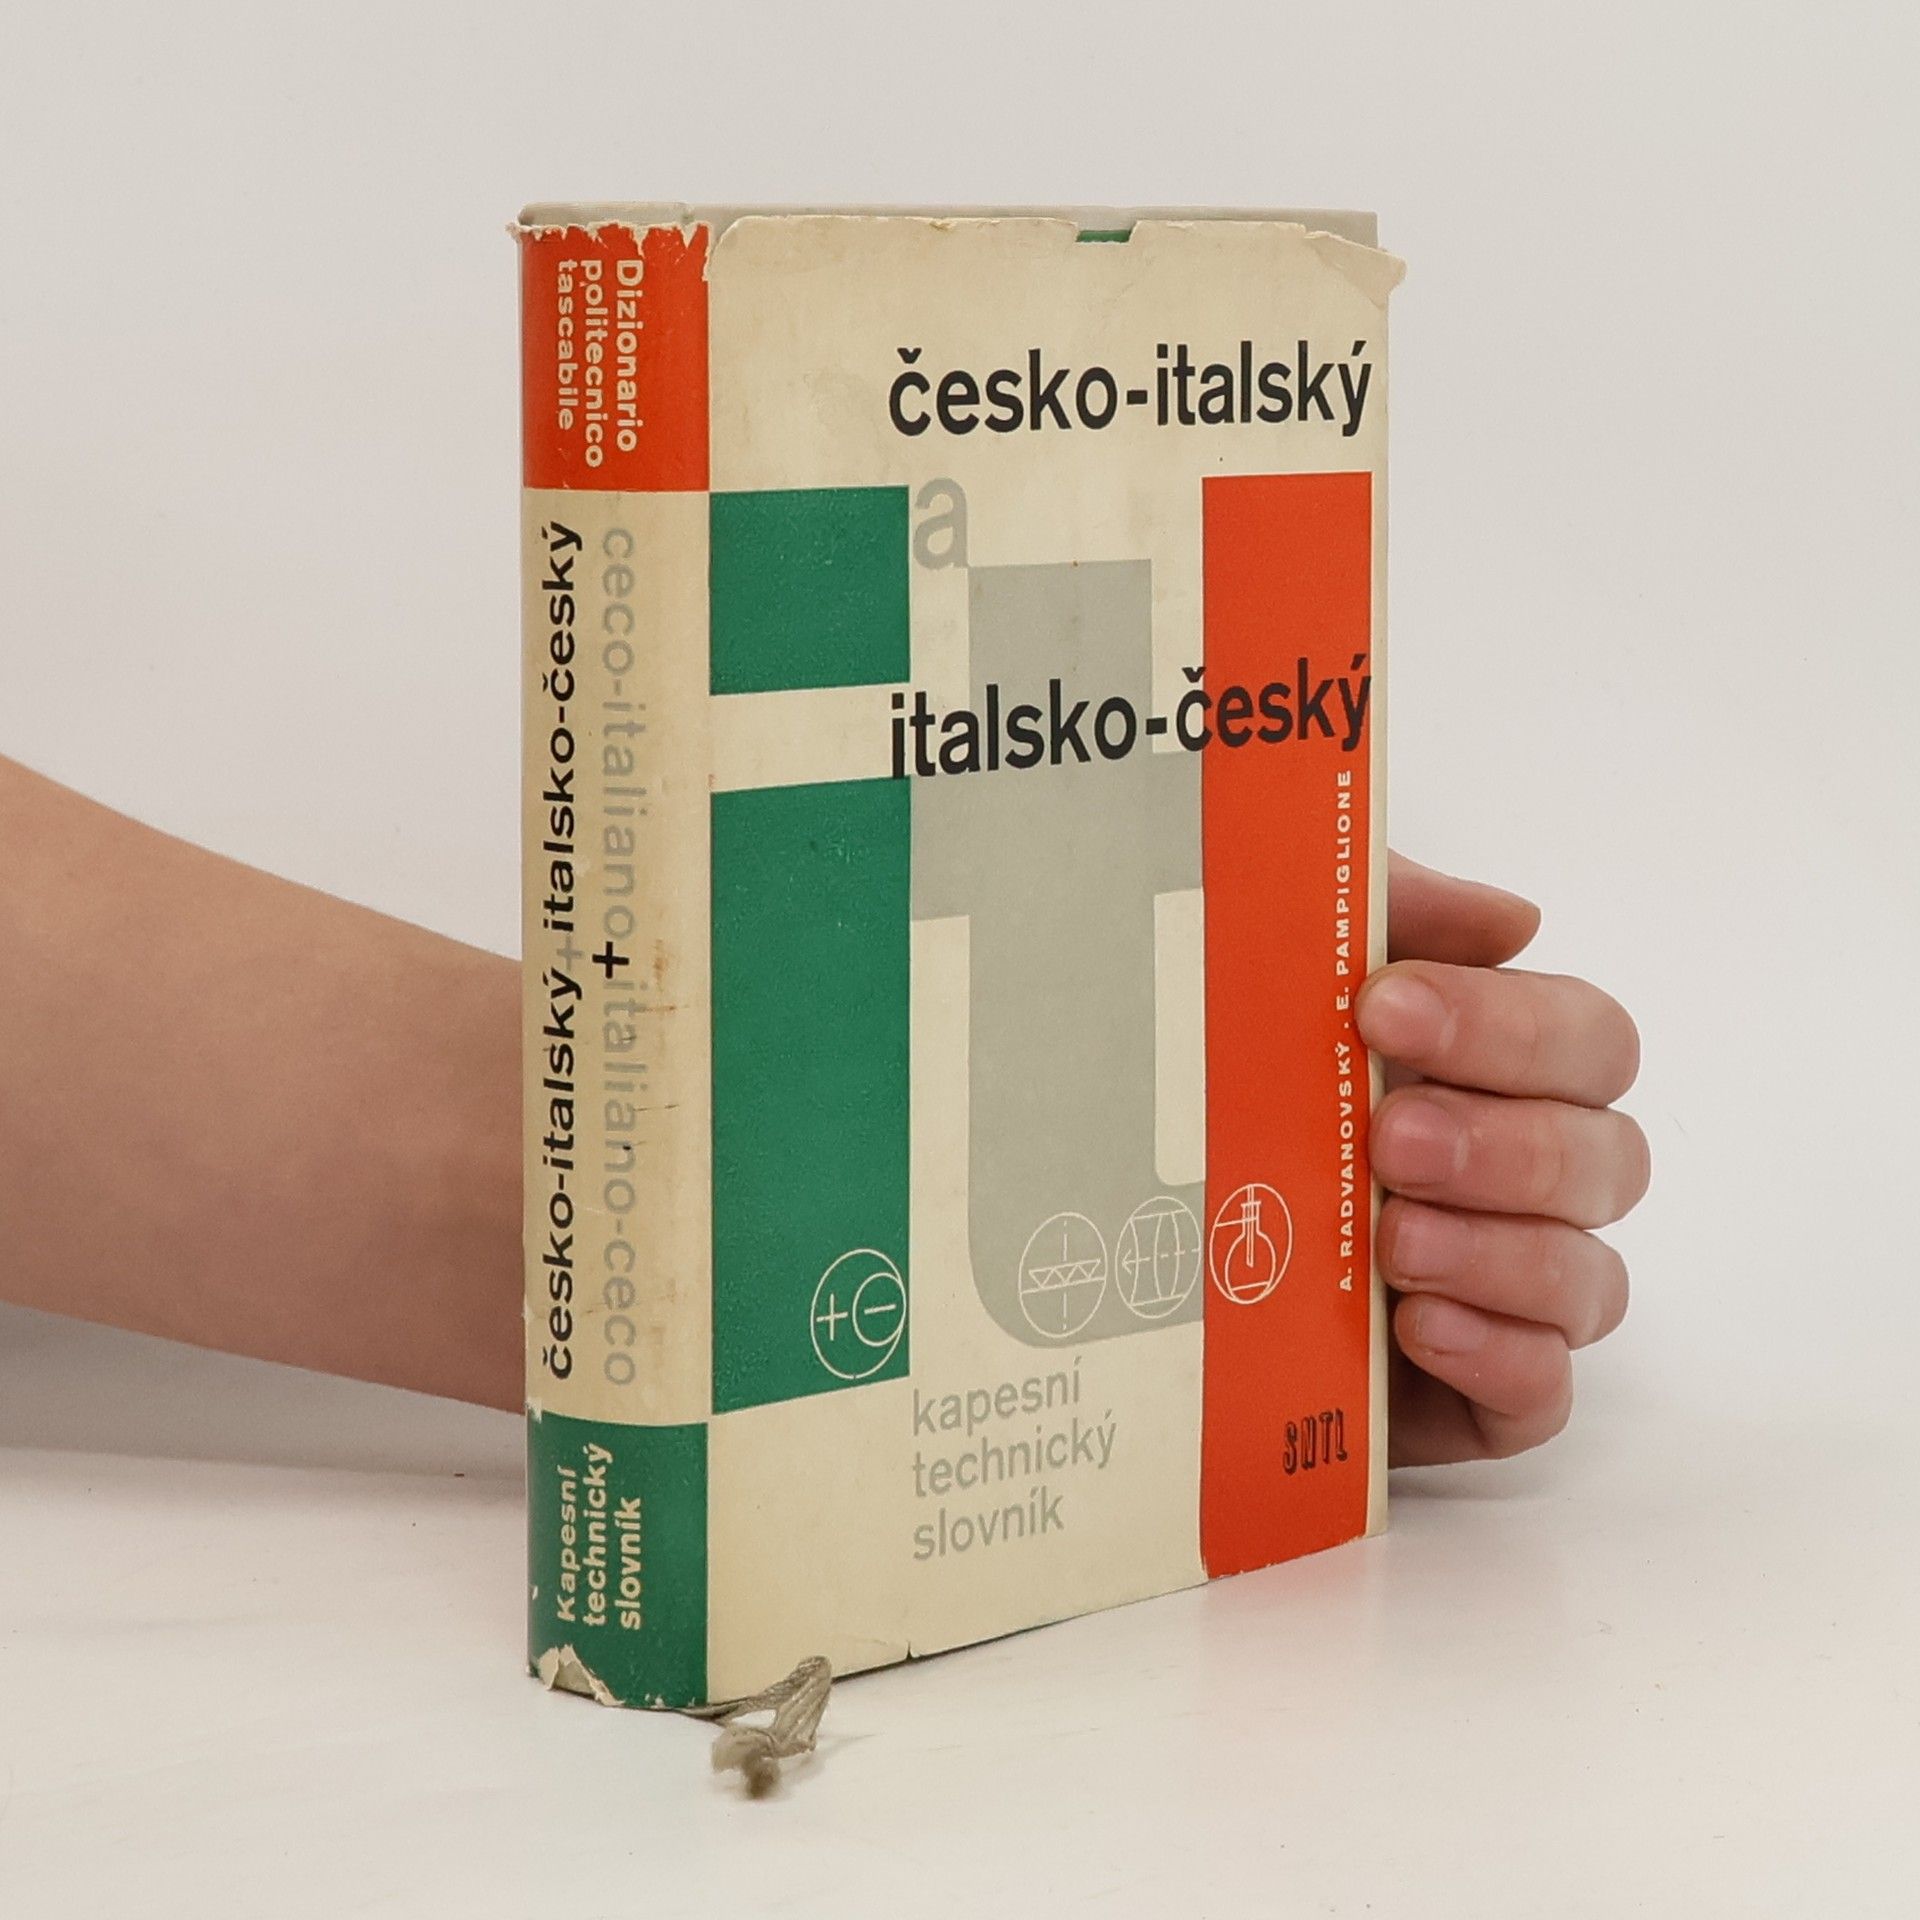 Dizionario
politecnico
tascabile
česko-italský+italsko-český
ceco-italiano+italiano-ceco
Kapesní
technický
slovník
česko-italský
a
italsko-český
A. RADVANOVSKÝ . E. PAMPIGLIONE
kapesní
technický
slovník
SNTL